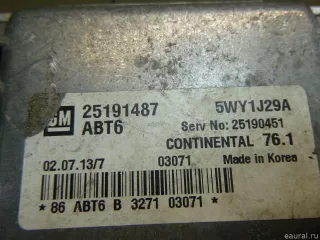 GM 25191487 5WY1J29A
ABT6 Serv No: 25190451
CONTINENTAL 76.1
02.07.13/7 03071 Made in Korea
* 86 ABT6 B 3271 03071 *
eaural.ru